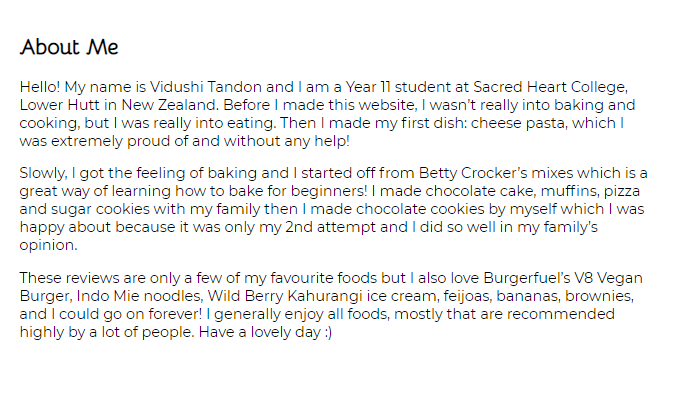 About Me
Hello! My name is Vidushi Tandon and I am a Year 11 student at Sacred Heart College,
Lower Hutt in New Zealand. Before I made this website, I wasn't really into baking and
cooking, but I was really into eating. Then I made my first dish: cheese pasta, which I
was extremely proud of and without any help!
Slowly, I got the feeling of baking and I started off from Betty Crocker's mixes which is a
great way of learning how to bake for beginners! I made chocolate cake, muffins, pizza
and sugar cookies with my family then I made chocolate cookies by myself which I was
happy about because it was only my 2nd attempt and I did so well in my family's
opinion.
These reviews are only a few of my favourite foods but I also love Burgerfuel's V8 Vegan
Burger, Indo Mie noodles, Wild Berry Kahurangi ice cream, feijoas, bananas, brownies,
and I could go on forever! I generally enjoy all foods, mostly that are recommended
highly by a lot of people. Have a lovely day :)